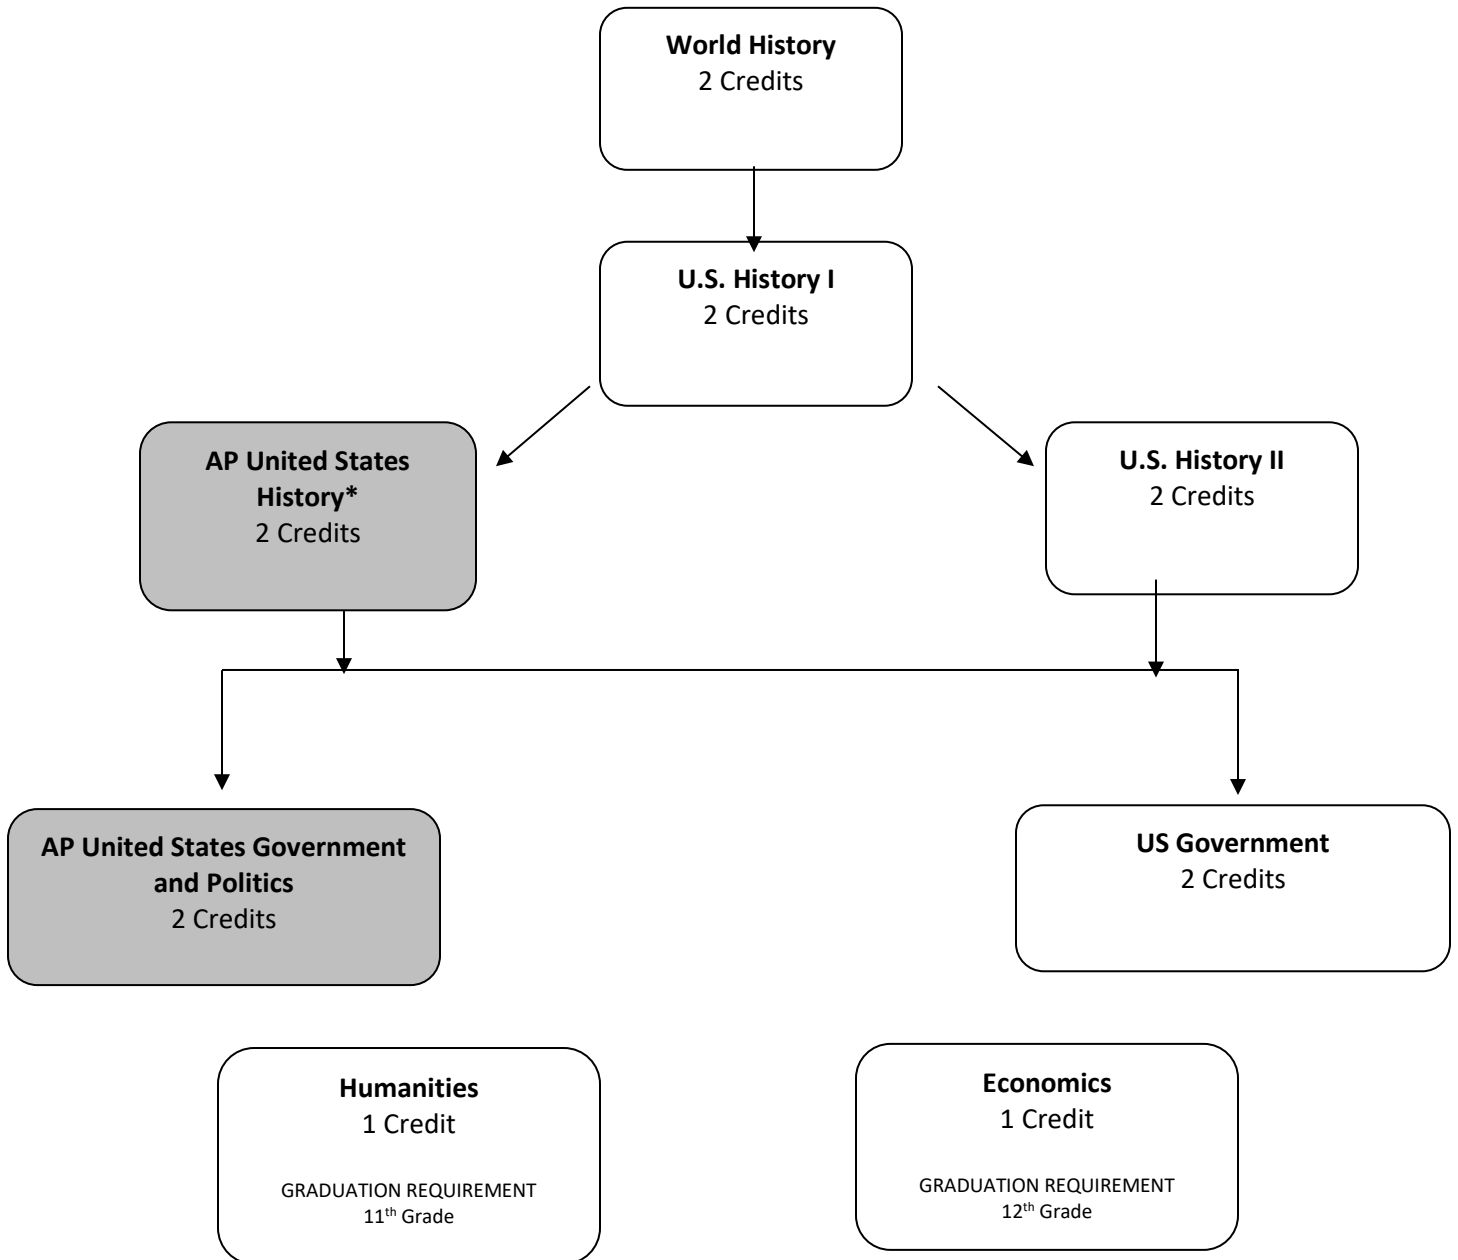 World History
2 Credits
U.S. History I
2 Credits
AP United States
History*
2 Credits
U.S. History II
2 Credits
AP United States Government
and Politics
2 Credits
US Government
2 Credits
Humanities
1 Credit
GRADUATION REQUIREMENT
11th Grade
Economics
1 Credit
GRADUATION REQUIREMENT
12th Grade